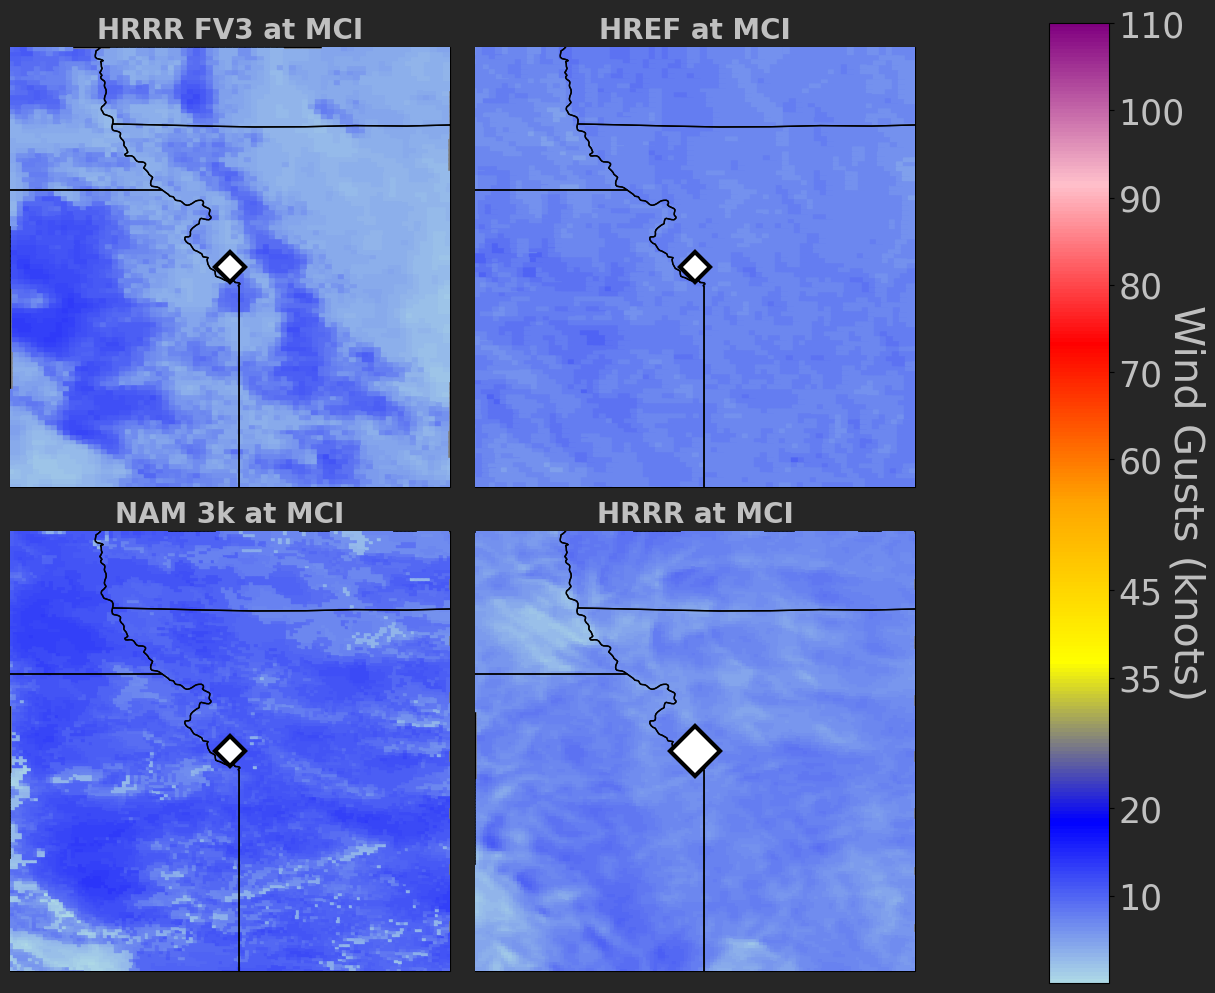 HRRR FV3 at MCI
HREF at MCI
NAM 3k at MCI
HRRR at MCI
110
100
90
80
70
60
45
35
20
10
Wind Gusts (knots)